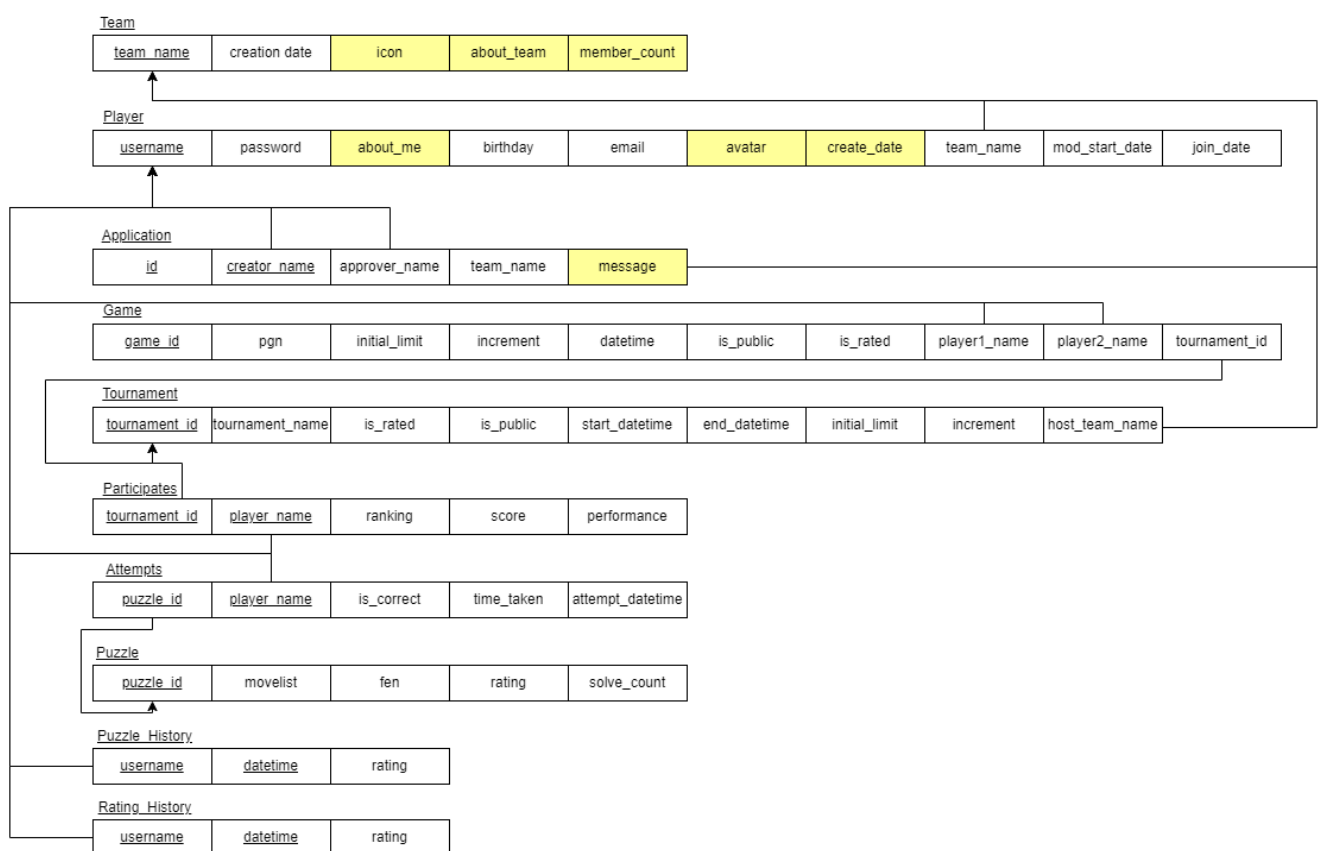 Team
team_name creation date icon about_team member_count
Player
username password about_me birthday email avatar create_date team_name mod_start_date join_date
Application
id creator_name approver_name team_name message
Game
game_id pgn initial_limit increment datetime is_public is_rated player1_name player2_name tournament_id
Tournament
tournament_id tournament_name is_rated is_public start_datetime end_datetime initial_limit increment host_team_name
Participates
tournament_id player_name ranking score performance
Attempts
puzzle_id player_name is_correct time_taken attempt_datetime
Puzzle
puzzle_id movelist fen rating solve_count
Puzzle_History
username datetime rating
Rating_History
username datetime rating